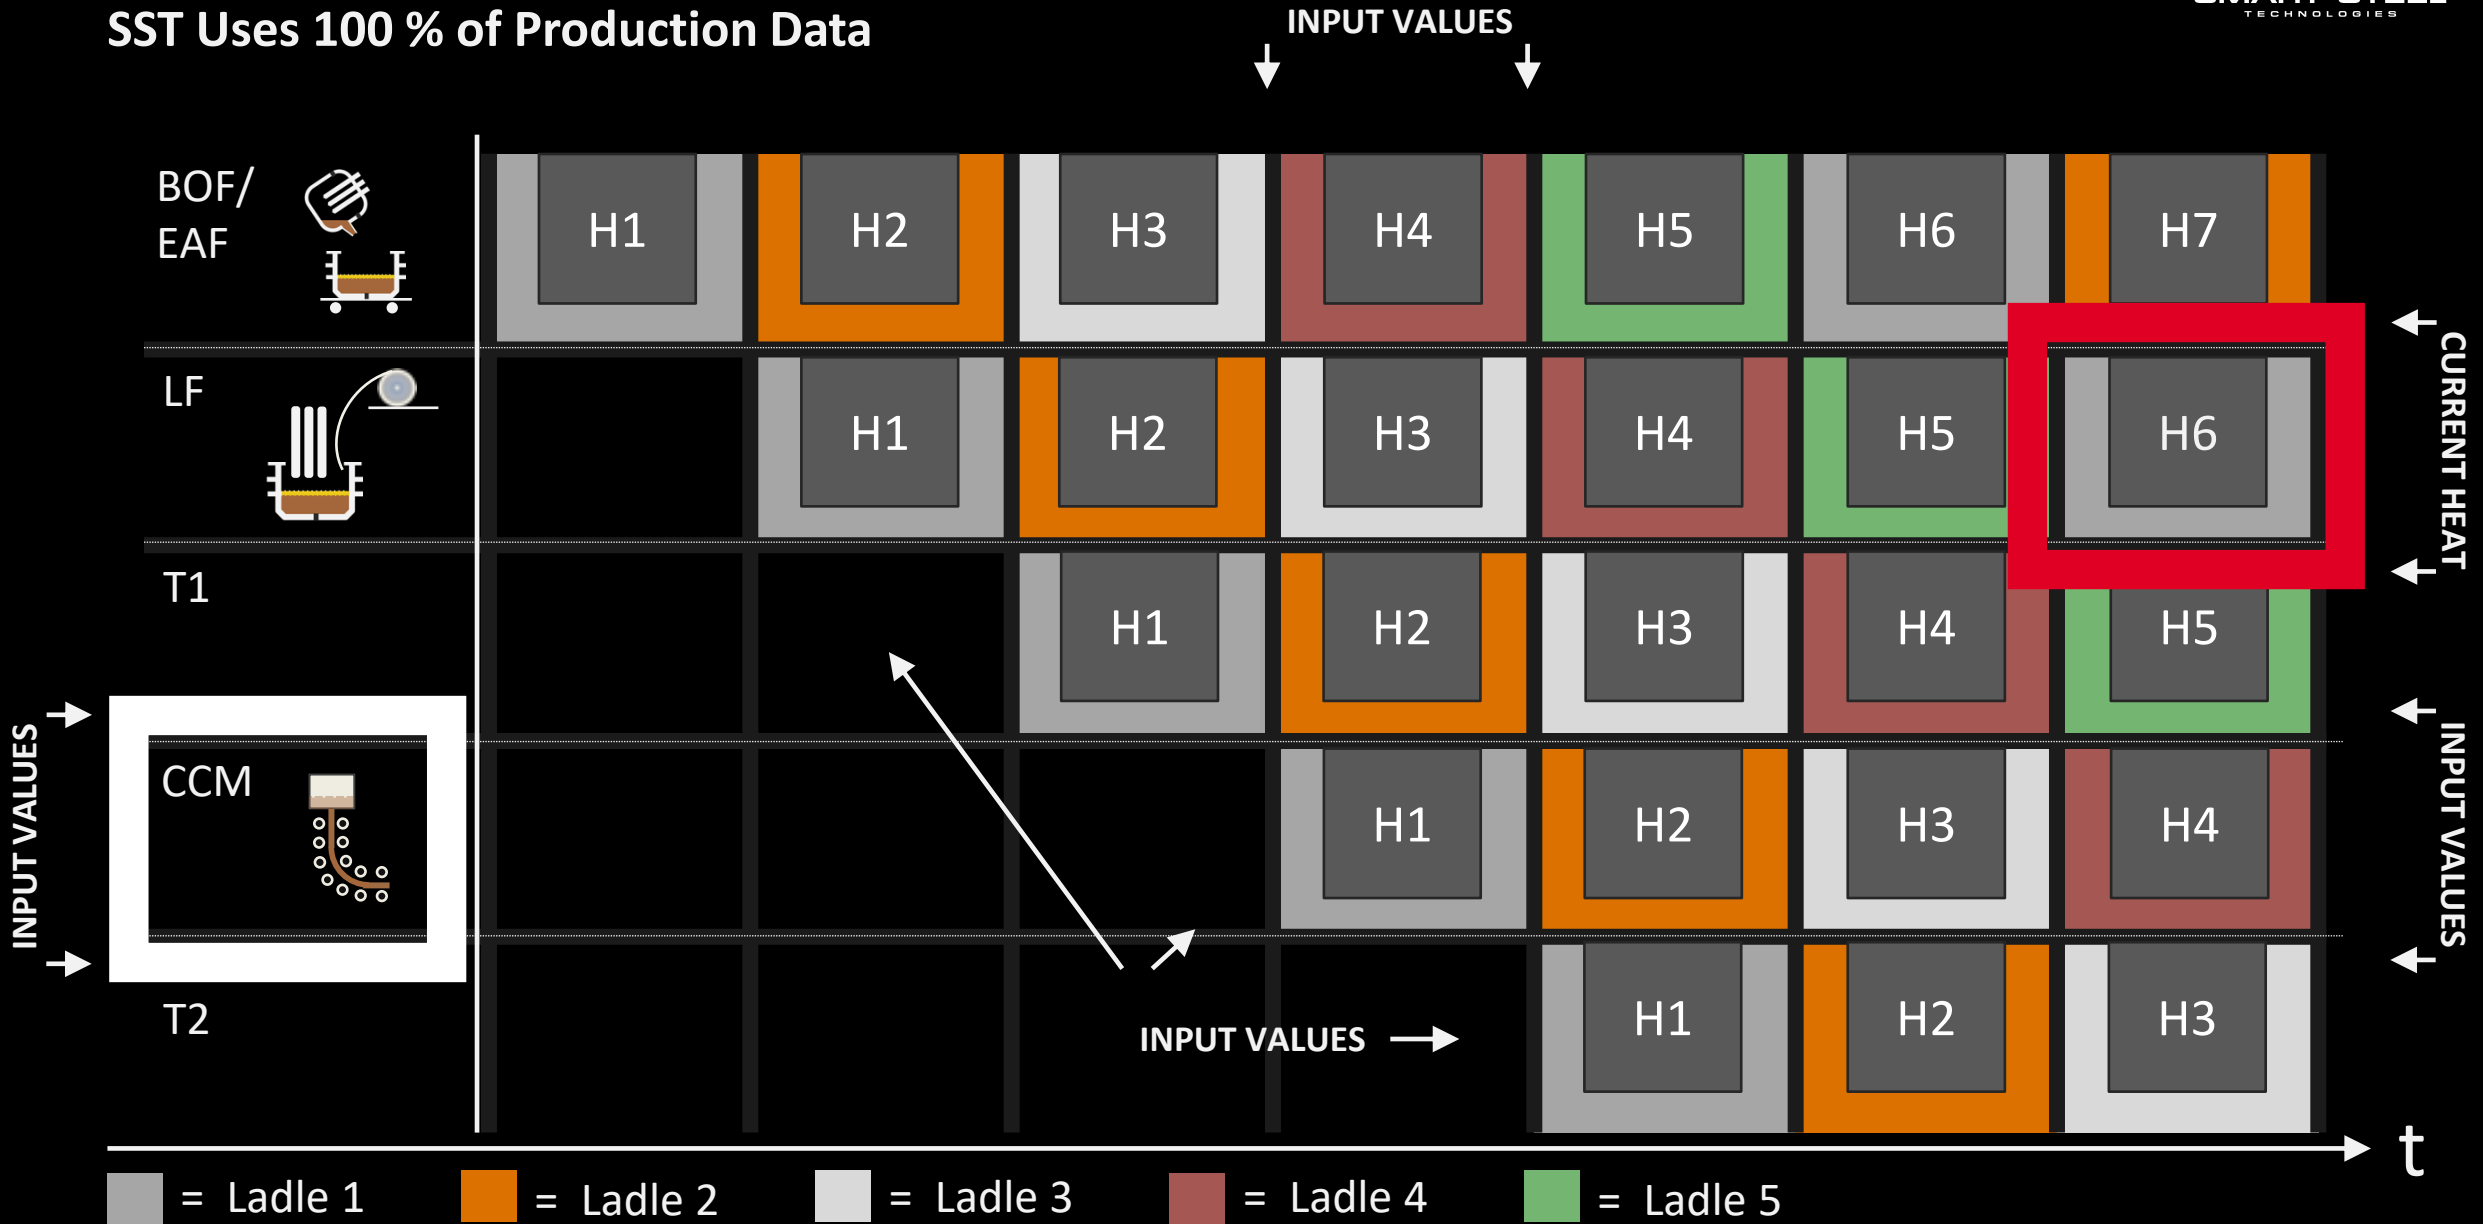 SST Uses 100 % of Production Data
INPUT VALUES
TECHNOLOGIES
BOF/
EAF
H1 H2 H3 H4 H5 H6 H7
LF
H1 H2 H3 H4 H5 H6
CURRENT HEAT
T1
H1 H2 H3 H4 H5
INPUT VALUES
CCM
H1 H2 H3 H4
INPUT VALUES
T2
H1 H2 H3
INPUT VALUES
t
= Ladle 1 = Ladle 2 = Ladle 3 = Ladle 4 = Ladle 5